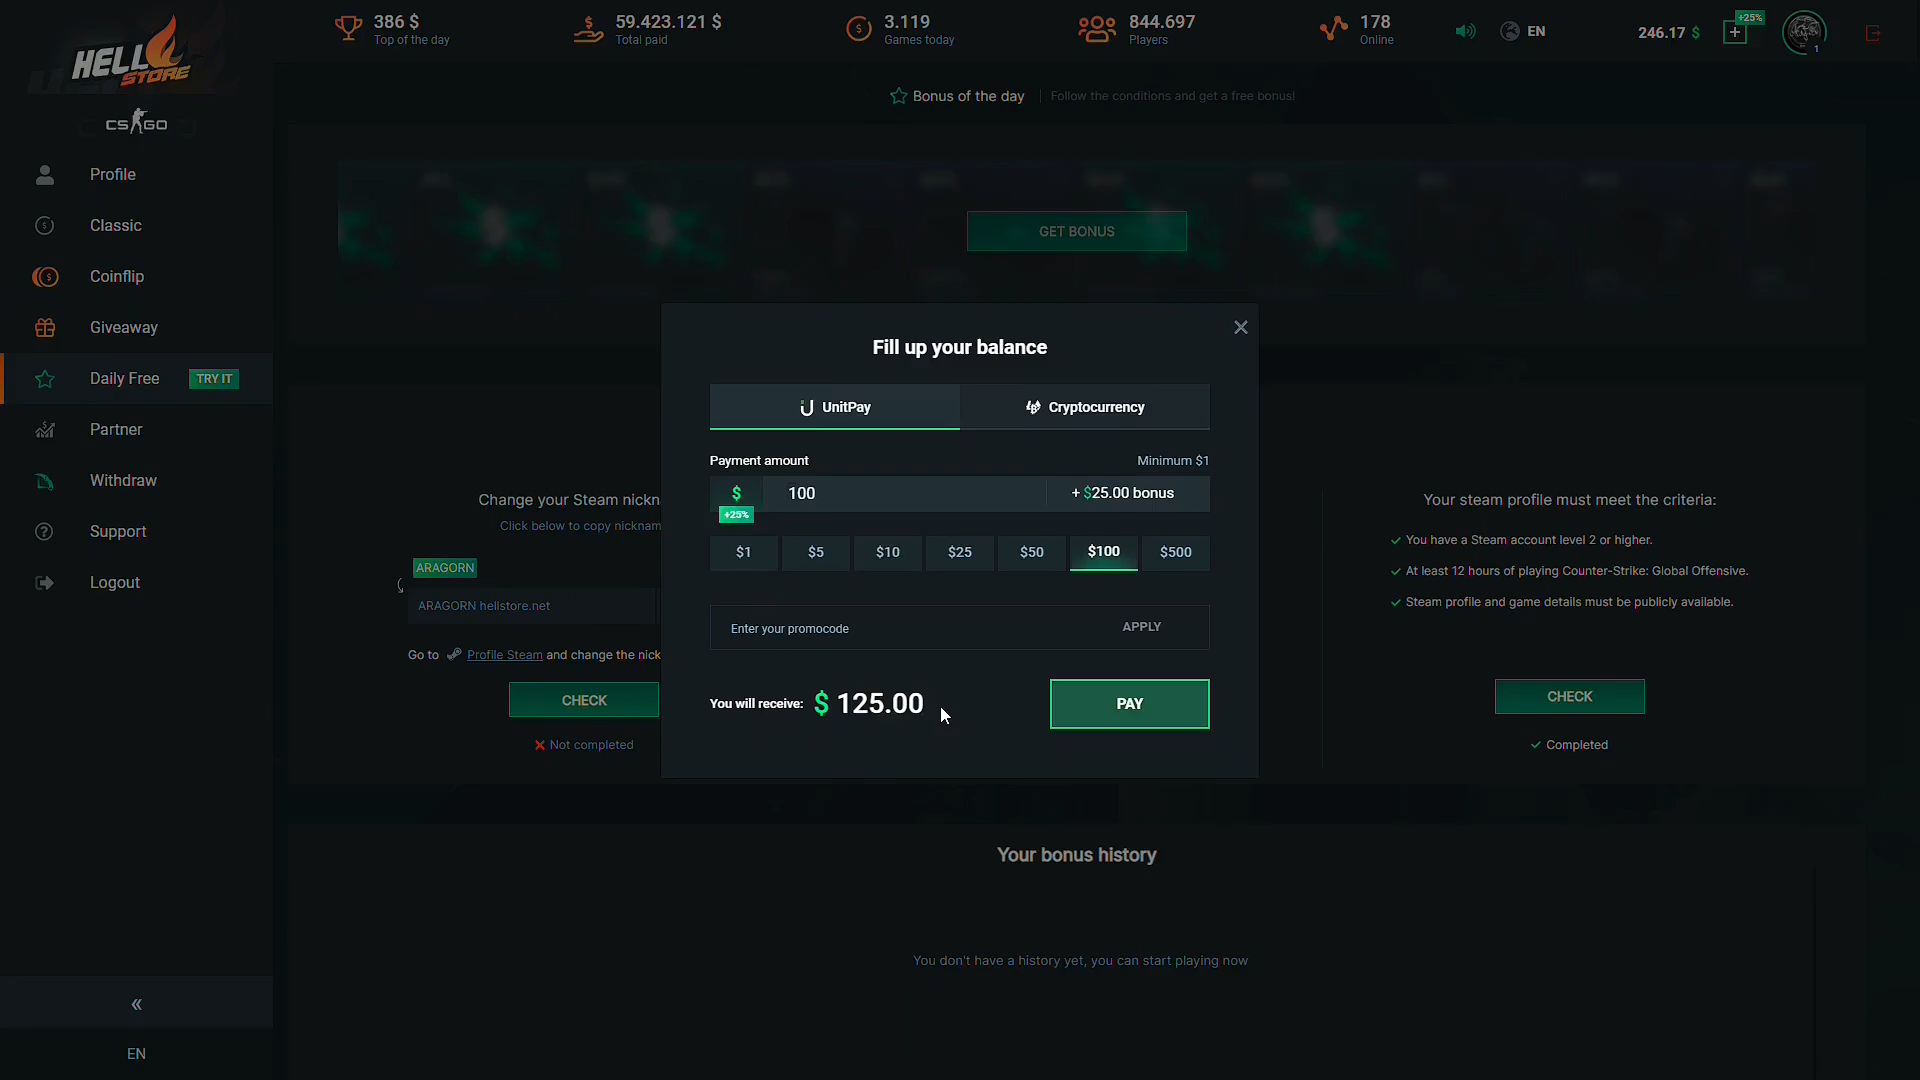 HELL STORE
CS GO
386 $
Top of the day
59.423.121 $
Total paid
3.119
Games today
844.697
Players
178
Online
EN
246.17 $
+25%
1
Profile
Classic
Coinflip
Giveaway
Daily Free TRY IT
Partner
Withdraw
Support
Logout
«
EN
Bonus of the day
Follow the conditions and get a free bonus!
GET BONUS
Fill up your balance
UnitPay
Cryptocurrency
Payment amount
Minimum $1
$ 100 + $25.00 bonus
+25%
$1 $5 $10 $25 $50 $100 $500
Enter your promocode APPLY
You will receive: $ 125.00
PAY
Change your Steam
Click below to copy
ARAGORN
ARAGORN hellstore.net
Go to Profile Steam and change the
CHECK
Not completed
Your steam profile must meet the criteria:
You have a Steam account level 2 or higher.
At least 12 hours of playing Counter-Strike: Global Offensive.
Steam profile and game details must be publicly available.
CHECK
Completed
Your bonus history
You don't have a history yet, you can start playing now